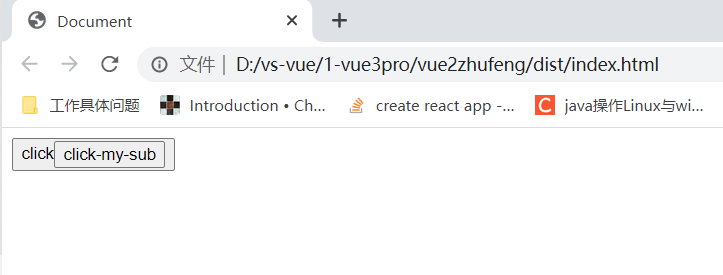 Document
文件 | D:/vs-vue/1-vue3pro/vue2zhufeng/dist/index.html
工作具体问题 Introduction • Ch... create react app -... java操作Linux与wi...
click click-my-sub